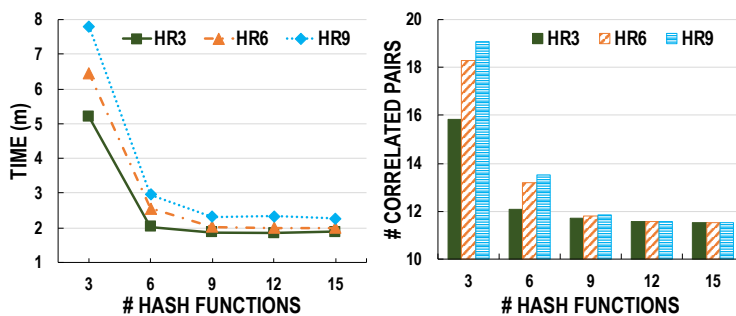 HR3 HR6 HR9
TIME (m)
8
7
6
5
4
3
2
1
3 6 9 12 15
# HASH FUNCTIONS
HR3 HR6 HR9
# CORRELATED PAIRS
20
18
16
14
12
10
3 6 9 12 15
# HASH FUNCTIONS